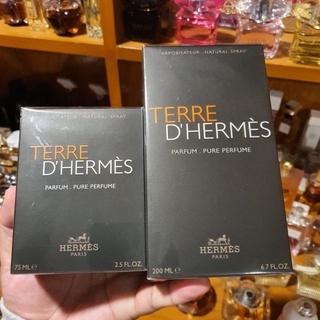 VAPORISATEUR - NATURAL SPRAY
TERRE
D'HERMÈS
PARFUM . PURE PERFUME
HERMÈS
PARIS
75 ML ℮
2.5 FL.OZ.
VAPORISATEUR - NATURAL SPRAY
TERRE
D'HERMÈS
PARFUM . PURE PERFUME
HERMÈS
PARIS
200 ML ℮
6.7 FL.OZ.